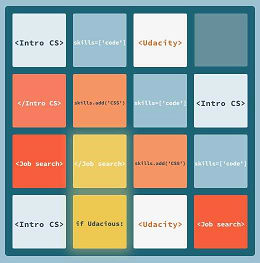 <Intro CS>
skills=['code']
<Udacity>
</Intro CS>
skills.add('CSS')
skills=['code']
<Intro CS>
<Job search>
</Job search>
skills.add('CSS')
skills=['code']
<Intro CS>
if Udacious:
<Udacity>
<Job search>